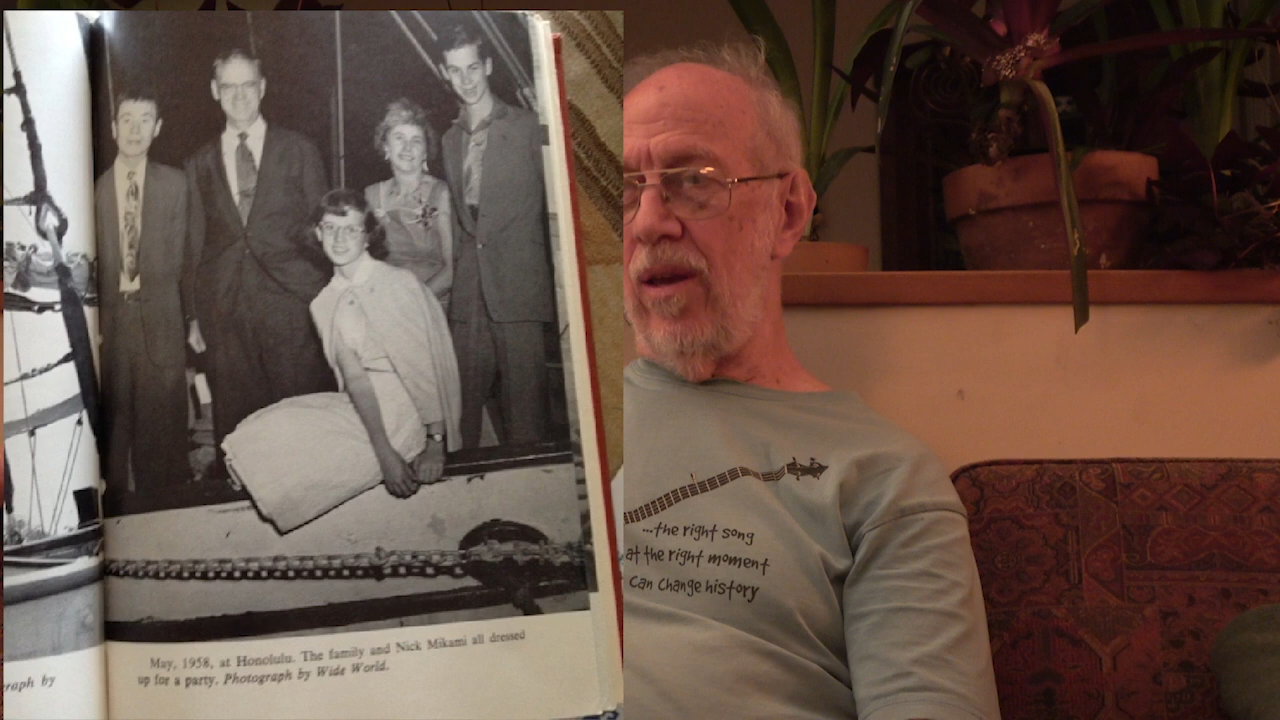 May, 1958, at Honolulu. The family and Nick Mikami all dressed
up for a party. Photograph by Wide World.
raph by
...the right song
at the right moment
can change history